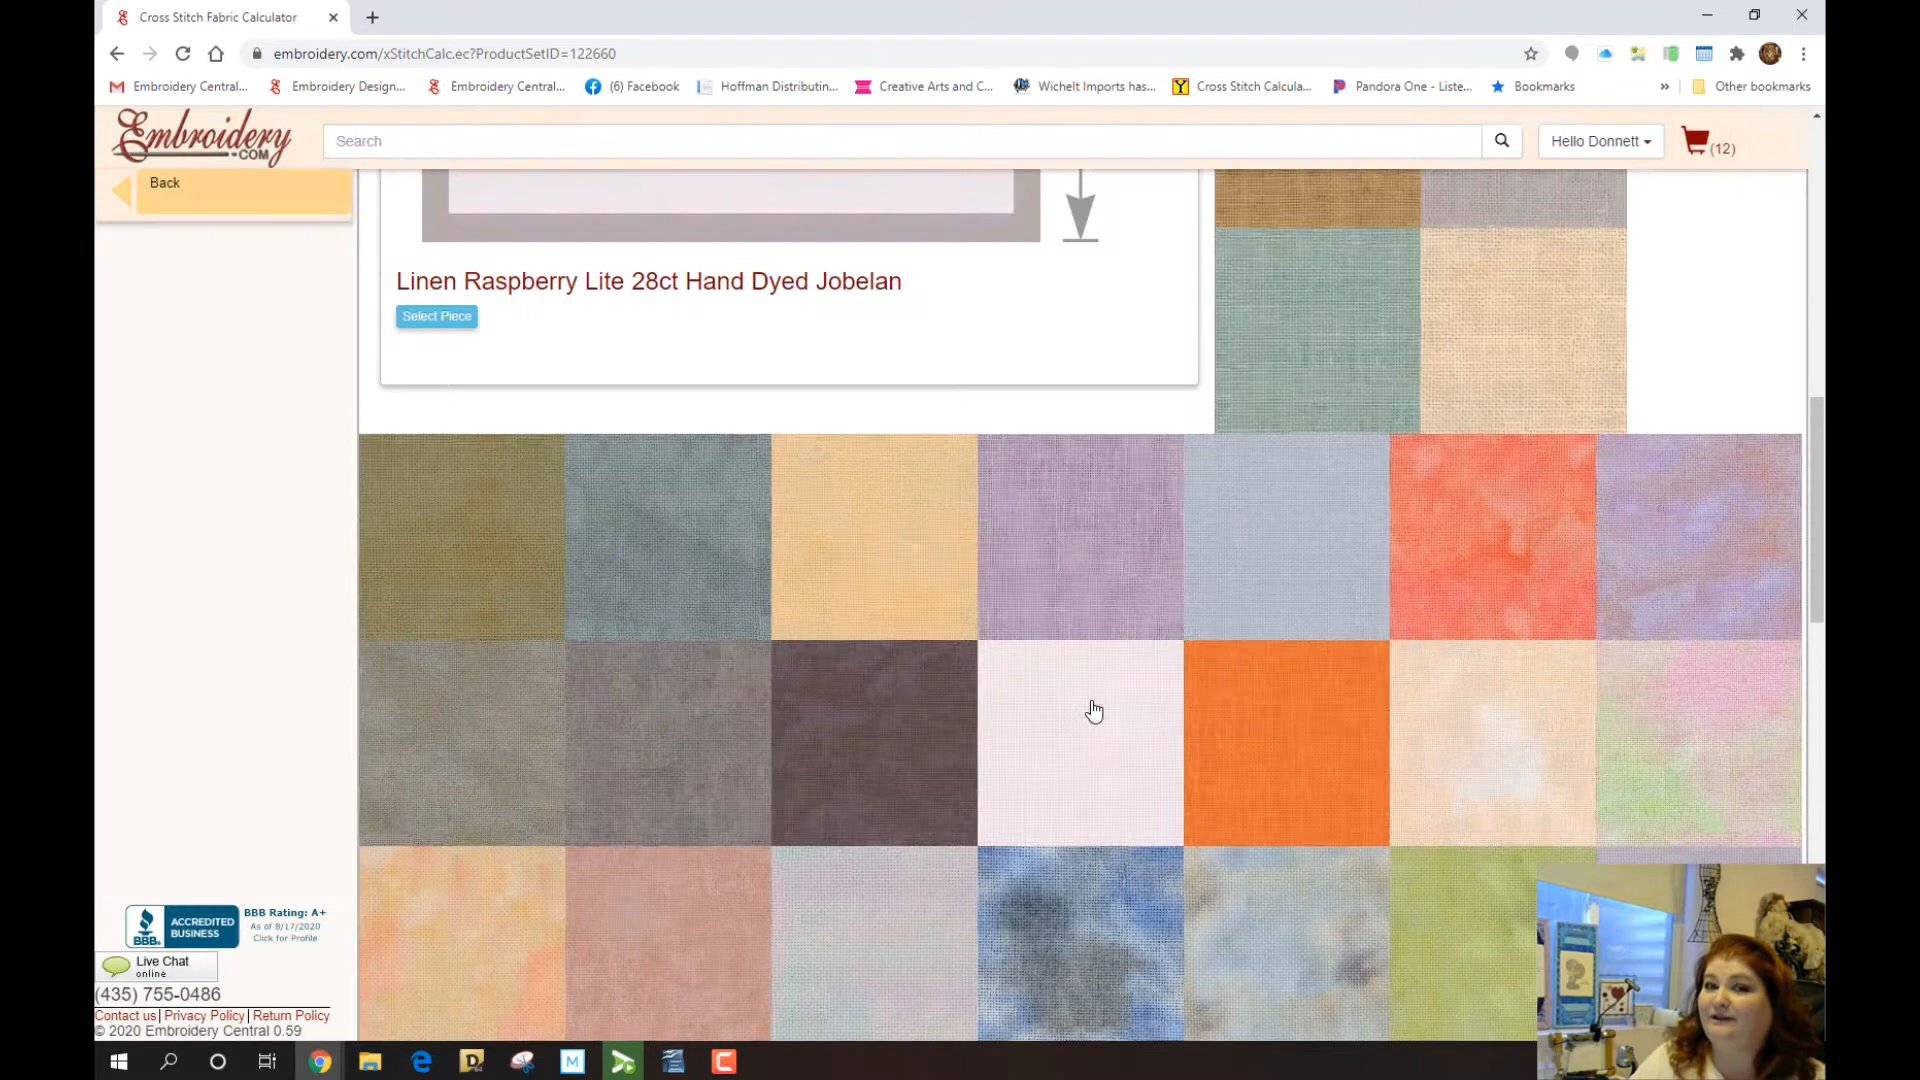 Cross Stitch Fabric Calculator
embroidery.com/xStitchCalc.ec?ProductSetID=122660
Embroidery Central...
Embroidery Design...
Embroidery Central...
(6) Facebook
Hoffman Distributin...
Creative Arts and C...
Wichelt Imports has...
Cross Stitch Calcula...
Pandora One - Liste...
Bookmarks
»
Other bookmarks
Embroidery
.COM
Search
Hello Donnett
(12)
Back
Linen Raspberry Lite 28ct Hand Dyed Jobelan
Select Piece
BBB.
ACCREDITED
BUSINESS
BBB Rating: A+
As of 8/17/2020
Click for Profile
Live Chat
online
(435) 755-0486
Contact us| Privacy Policy| Return Policy
© 2020 Embroidery Central 0.59